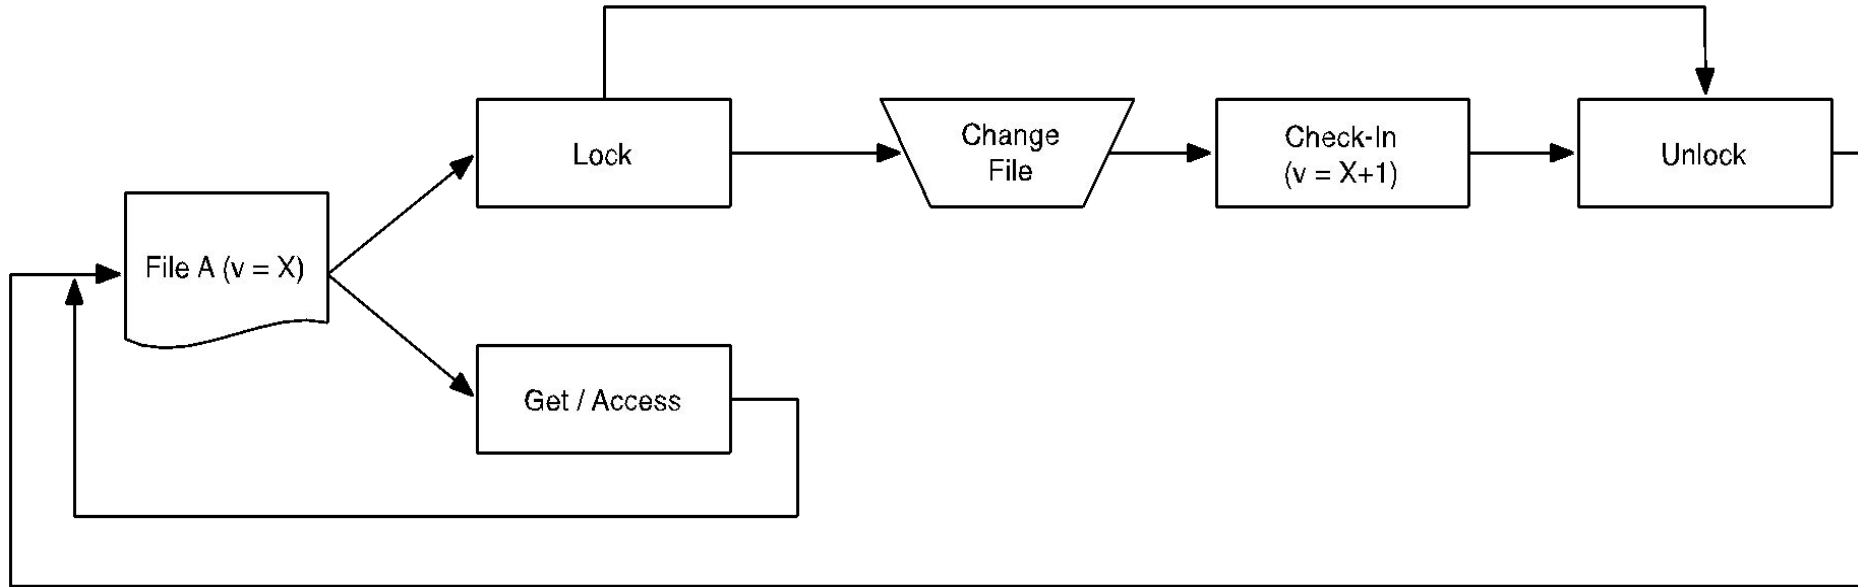 Lock
Change
File
Check-In
(v = X+1)
Unlock
File A (v = X)
Get / Access